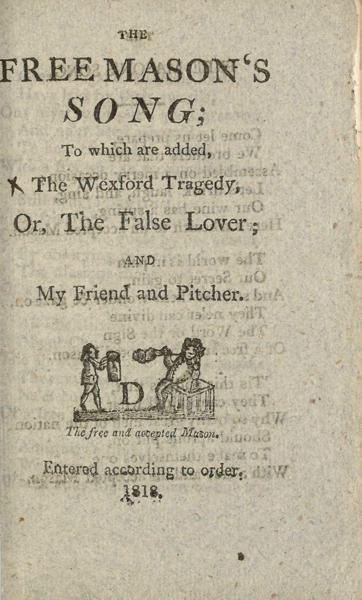 THE
FREE MASON'S
SONG;
To which are added,
The Wexford Tragedy,
Or, The False Lover;
AND
My Friend and Pitcher.
D
The free and accepted Mason.
Entered according to order.
1818.